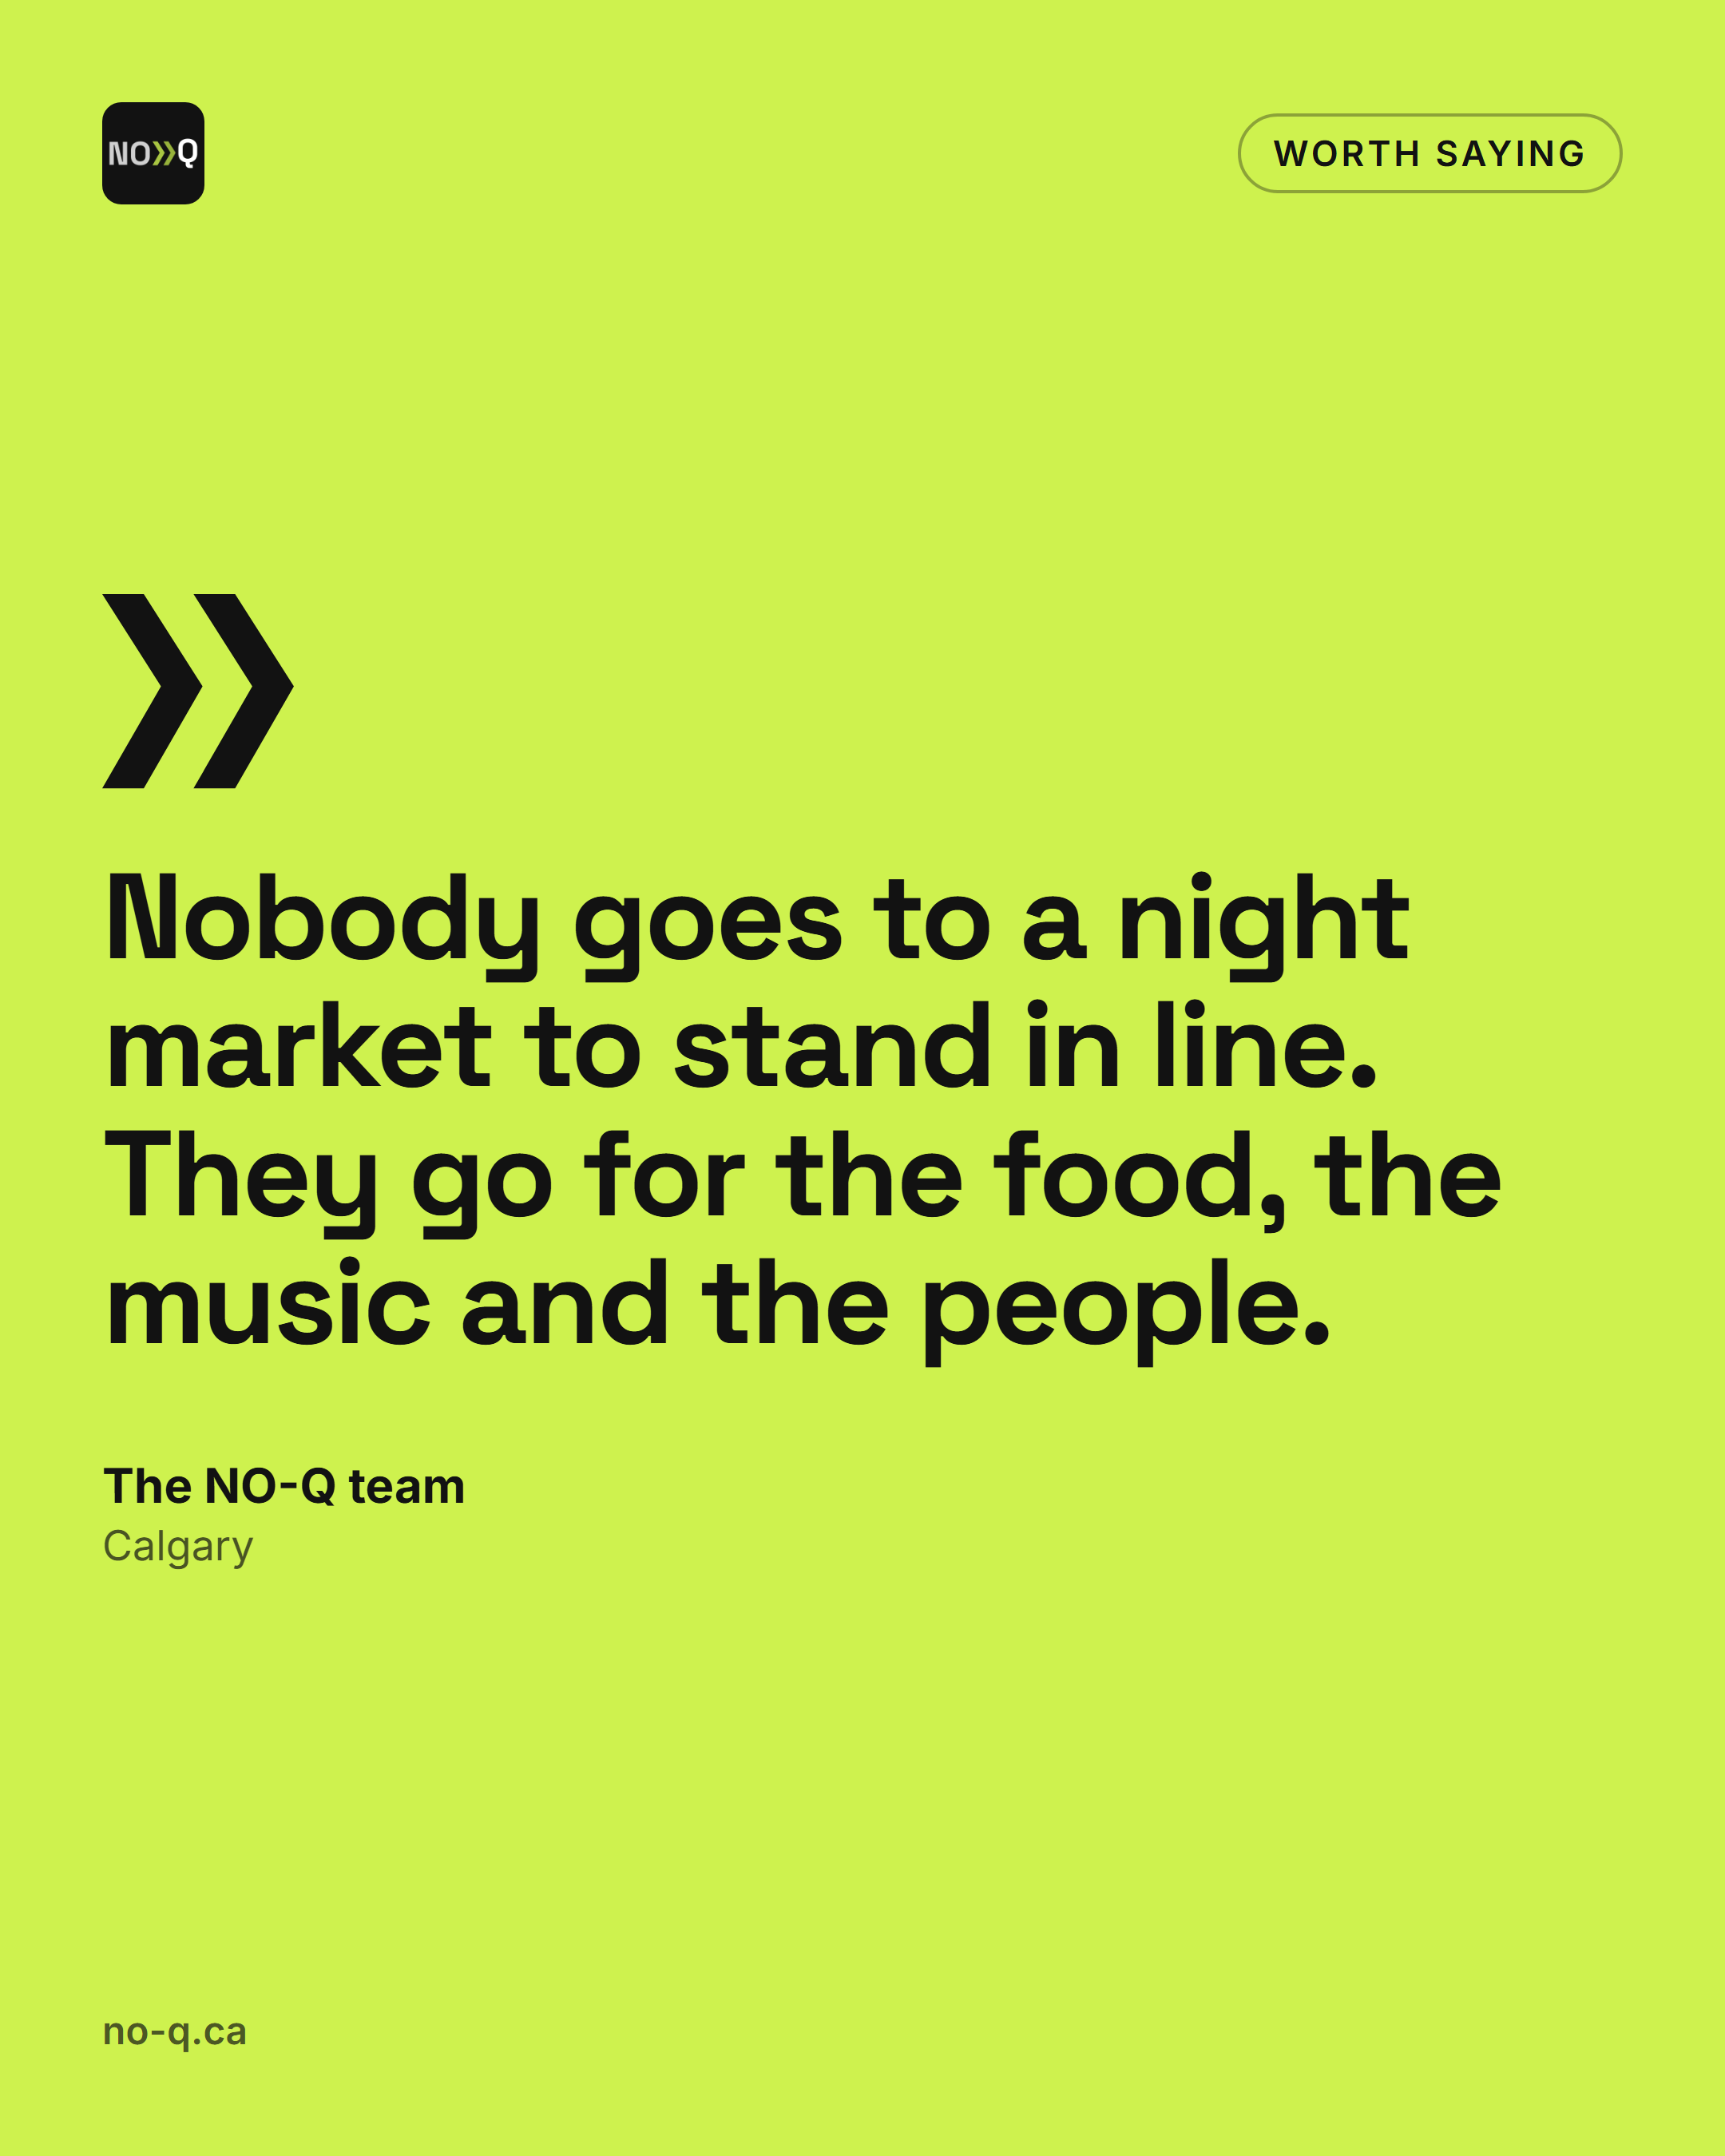 NO»Q
WORTH SAYING
Nobody goes to a night
market to stand in line.
They go for the food, the
music and the people.
The NO-Q team
Calgary
no-q.ca